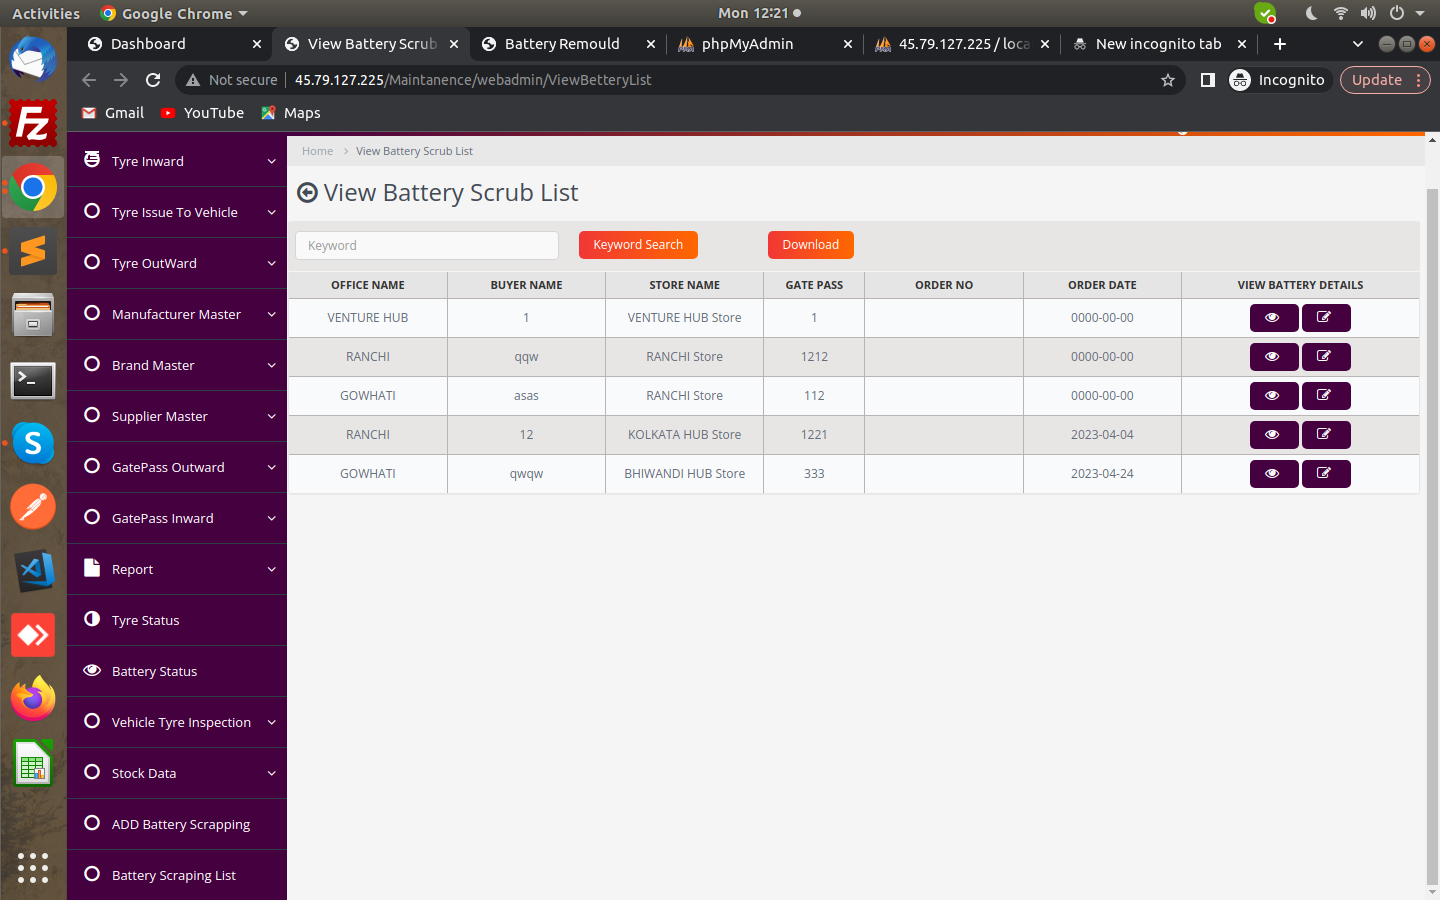 Activities Google Chrome Mon 12:21
Dashboard View Battery Scrub Battery Remould phpMyAdmin 45.79.127.225 / loca New incognito tab
Not secure 45.79.127.225/Maintanence/webadmin/ViewBetteryList Incognito Update
Gmail YouTube Maps
Tyre Inward
Tyre Issue To Vehicle
Tyre OutWard
Manufacturer Master
Brand Master
Supplier Master
GatePass Outward
GatePass Inward
Report
Tyre Status
Battery Status
Vehicle Tyre Inspection
Stock Data
ADD Battery Scrapping
Battery Scraping List
Home > View Battery Scrub List
View Battery Scrub List
Keyword Keyword Search Download
OFFICE NAME BUYER NAME STORE NAME GATE PASS ORDER NO ORDER DATE VIEW BATTERY DETAILS
VENTURE HUB 1 VENTURE HUB Store 1 0000-00-00
RANCHI qqw RANCHI Store 1212 0000-00-00
GOWHATI asas RANCHI Store 112 0000-00-00
RANCHI 12 KOLKATA HUB Store 1221 2023-04-04
GOWHATI qwqw BHIWANDI HUB Store 333 2023-04-24